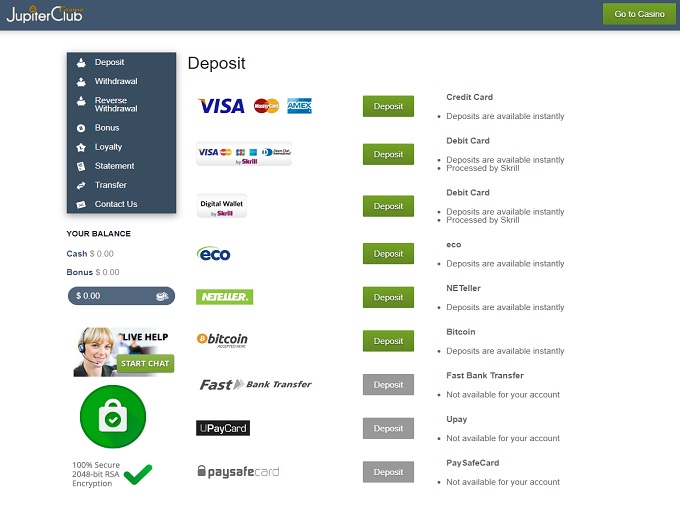 JupiterClub
Casino
Go to Casino
Deposit
Withdrawal
Reverse
Withdrawal
Bonus
Loyalty
Statement
Transfer
Contact Us
YOUR BALANCE
Cash $ 0.00
Bonus $ 0.00
$ 0.00
LIVE HELP
START CHAT
100% Secure
2048-bit RSA
Encryption
Deposit
VISA MasterCard AMEX
Deposit
Credit Card
Deposits are available instantly
VISA
by Skrill
Deposit
Debit Card
Deposits are available instantly
Processed by Skrill
Digital Wallet
by Skrill
Deposit
Debit Card
Deposits are available instantly
Processed by Skrill
eco
Deposit
eco
Deposits are available instantly
NETELLER.
Deposit
NETeller
Deposits are available instantly
bitcoin
ACCEPTED HERE
Deposit
Bitcoin
Deposits are available instantly
Fast Bank Transfer
Deposit
Fast Bank Transfer
Not available for your account
UPayCard
Deposit
Upay
Not available for your account
paysafecard
Deposit
PaySafeCard
Not available for your account